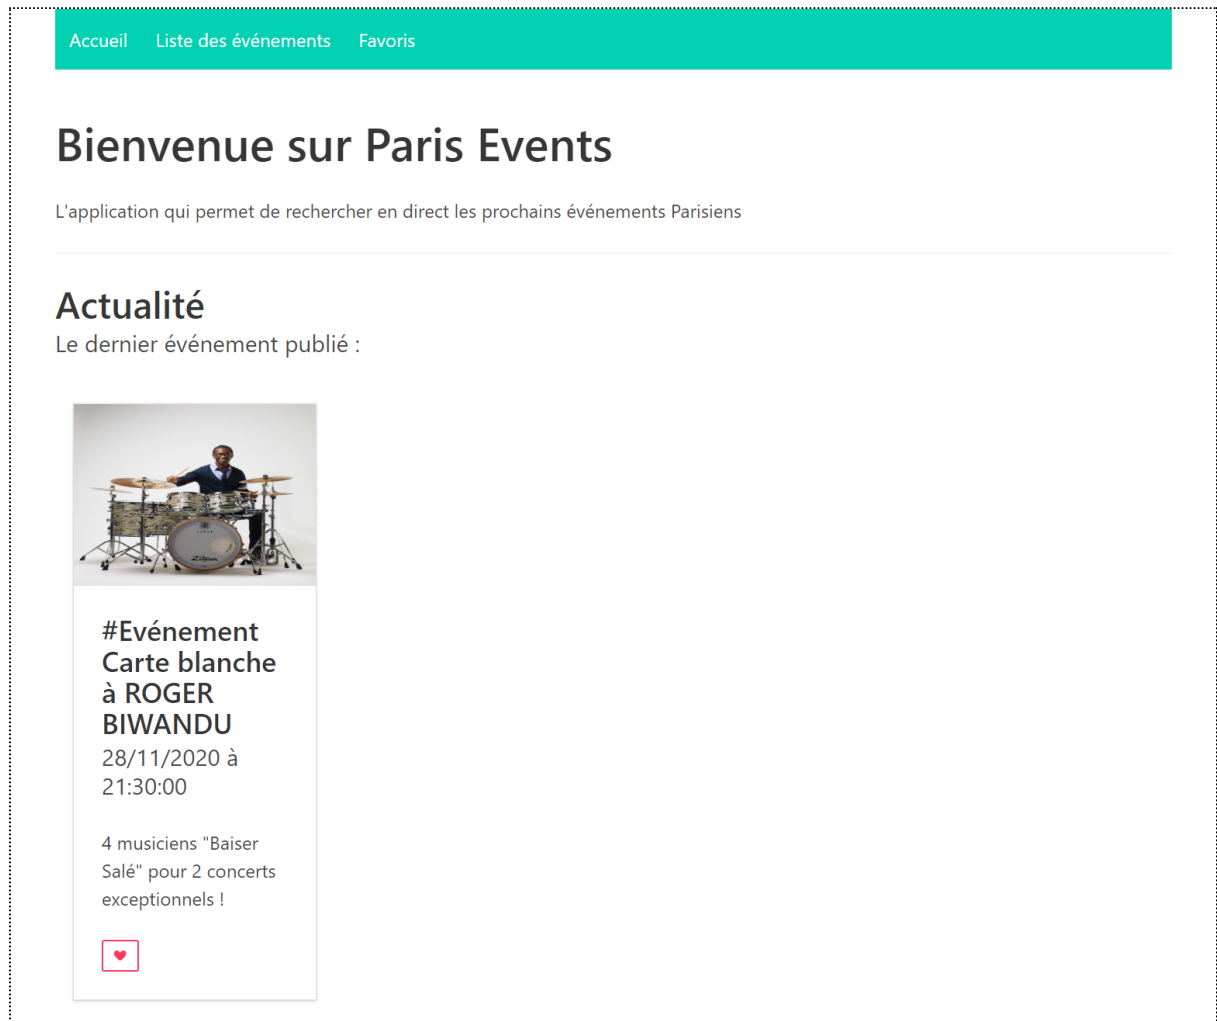 Accueil Liste des événements Favoris
Bienvenue sur Paris Events
L'application qui permet de rechercher en direct les prochains événements Parisiens
Actualité
Le dernier événement publié :
#Evénement
Carte blanche
à ROGER
BIWANDU
28/11/2020 à
21:30:00
4 musiciens "Baiser
Salé" pour 2 concerts
exceptionnels !